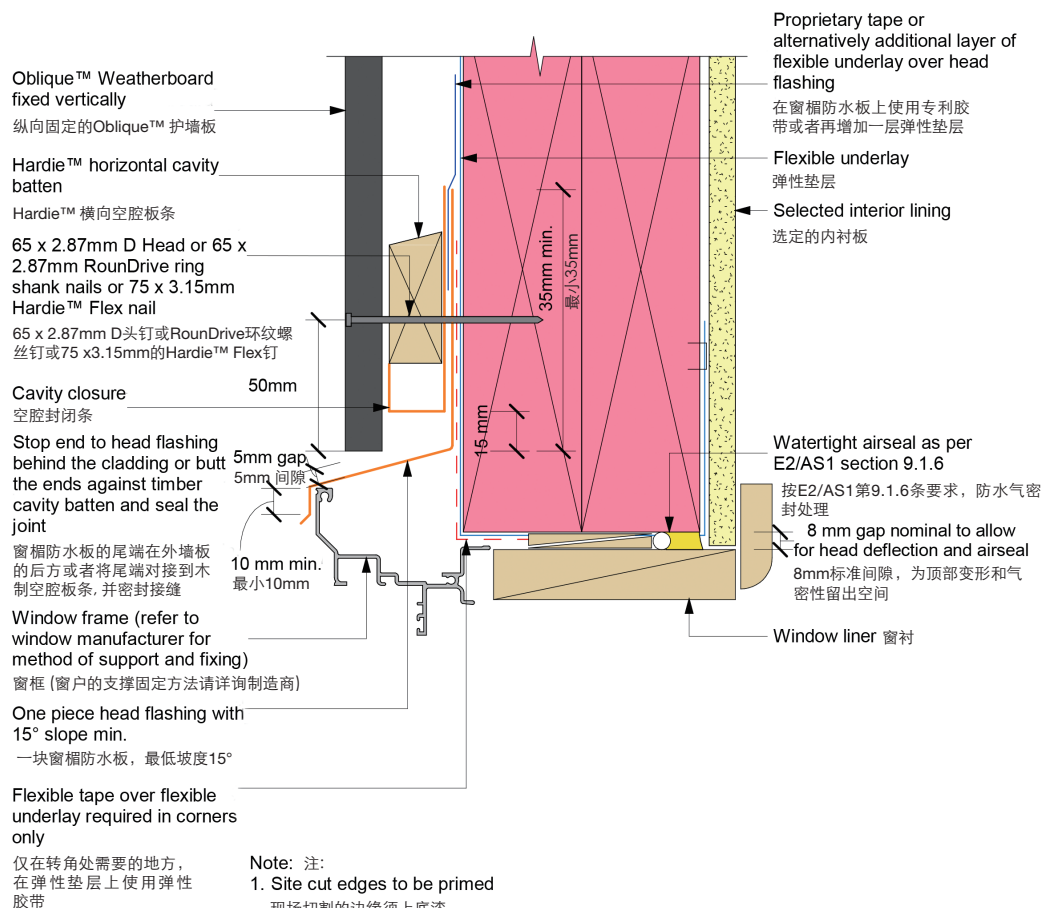 Oblique™ Weatherboard
fixed vertically
纵向固定的Oblique™ 护墙板
Hardie™ horizontal cavity
batten
Hardie™ 横向空腔板条
65 x 2.87mm D Head or 65 x
2.87mm RounDrive ring
shank nails or 75 x 3.15mm
Hardie™ Flex nail
65 x 2.87mm D头钉或RounDrive环纹螺
丝钉或75 x3.15mm的Hardie™ Flex钉
Cavity closure
空腔封闭条
Stop end to head flashing
behind the cladding or butt
the ends against timber
cavity batten and seal the
joint
窗楣防水板的尾端在外墙板
的后方或者将尾端对接到木
制空腔板条, 并密封接缝
Window frame (refer to
window manufacturer for
method of support and fixing)
窗框 (窗户的支撑固定方法请详询制造商)
One piece head flashing with
15° slope min.
一块窗楣防水板，最低坡度15°
Flexible tape over flexible
underlay required in corners
only
仅在转角处需要的地方，
在弹性垫层上使用弹性
胶带
50mm
5mm gap
5mm 间隙
10 mm min.
最小10mm
35mm min.
最小35mm
15 mm
Proprietary tape or
alternatively additional layer of
flexible underlay over head
flashing
在窗楣防水板上使用专利胶
带或者再增加一层弹性垫层
Flexible underlay
弹性垫层
Selected interior lining
选定的内衬板
Watertight airseal as per
E2/AS1 section 9.1.6
按E2/AS1第9.1.6条要求，防水气密
封处理
8 mm gap nominal to allow
for head deflection and airseal
8mm标准间隙，为顶部变形和气
密性留出空间
Window liner 窗衬
Note: 注:
1. Site cut edges to be primed
现场切割的边缘须上底漆